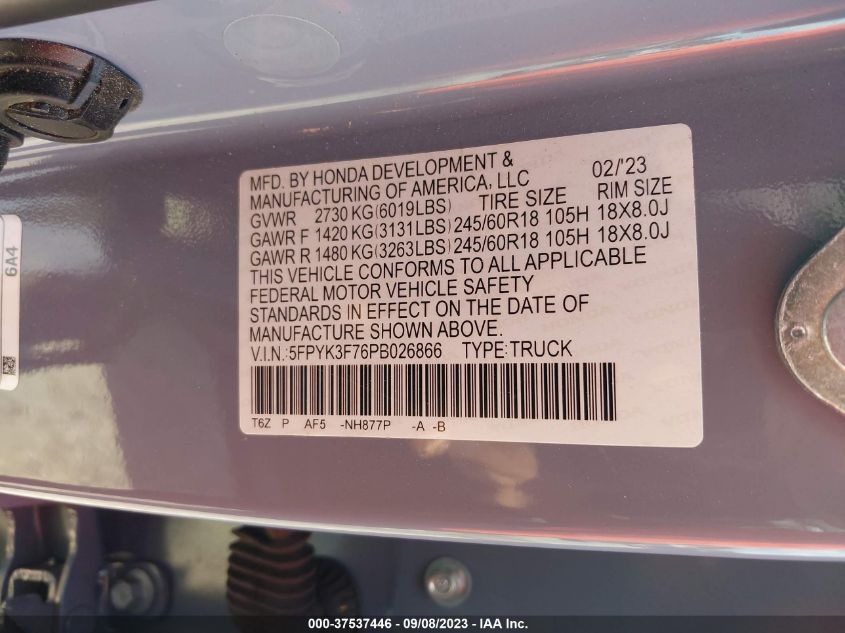 MFD. BY HONDA DEVELOPMENT & 02/'23
MANUFACTURING OF AMERICA, LLC
GVWR 2730 KG(6019LBS) TIRE SIZE RIM SIZE
GAWR F 1420 KG(3131LBS) 245/60R18 105H 18X8.0J
GAWR R 1480 KG(3263LBS) 245/60R18 105H 18X8.0J
THIS VEHICLE CONFORMS TO ALL APPLICABLE
FEDERAL MOTOR VEHICLE SAFETY
STANDARDS IN EFFECT ON THE DATE OF
MANUFACTURE SHOWN ABOVE.
V.I.N.:5FPYK3F76PB026866 TYPE:TRUCK
T6Z P AF5 -NH877P -A -B
6A4
000-37537446 - 09/08/2023 - IAA Inc.